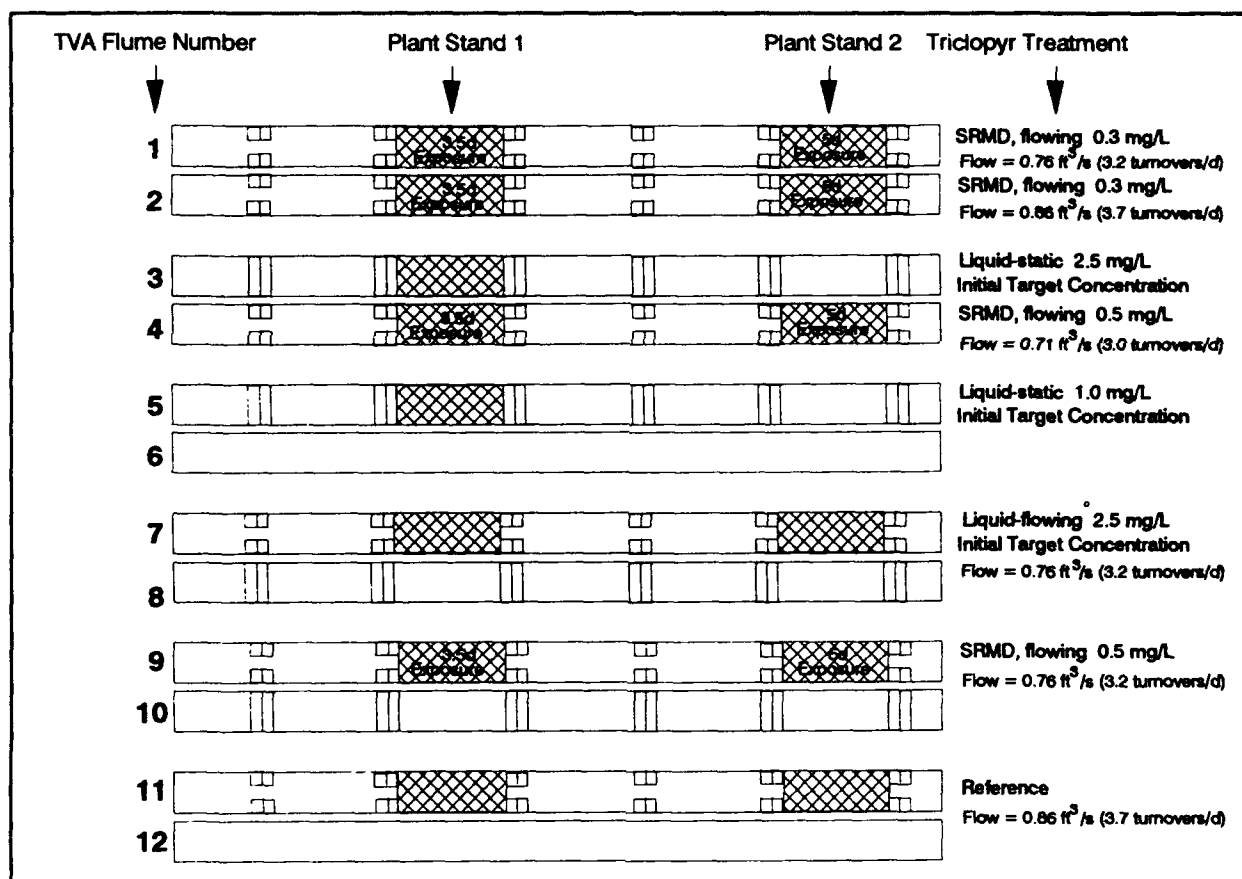 TVA Flume Number
Plant Stand 1
Plant Stand 2
Triclopyr Treatment
1
3.5d
Exposure
5d
Exposure
SRMD, flowing 0.3 mg/L
Flow = 0.76 ft³/s (3.2 turnovers/d)
2
3.5d
Exposure
Exposure
SRMD, flowing 0.3 mg/L
Flow = 0.86 ft³/s (3.7 turnovers/d)
3
Liquid-static 2.5 mg/L
Initial Target Concentration
4
3.5d
Exposure
5d
Exposure
SRMD, flowing 0.5 mg/L
Flow = 0.71 ft³/s (3.0 turnovers/d)
5
Liquid-static 1.0 mg/L
Initial Target Concentration
6
7
Liquid-flowing 2.5 mg/L
Initial Target Concentration
Flow = 0.76 ft³/s (3.2 turnovers/d)
8
9
3.5d
Exposure
5d
Exposure
SRMD, flowing 0.5 mg/L
Flow = 0.76 ft³/s (3.2 turnovers/d)
10
11
Reference
Flow = 0.86 ft³/s (3.7 turnovers/d)
12